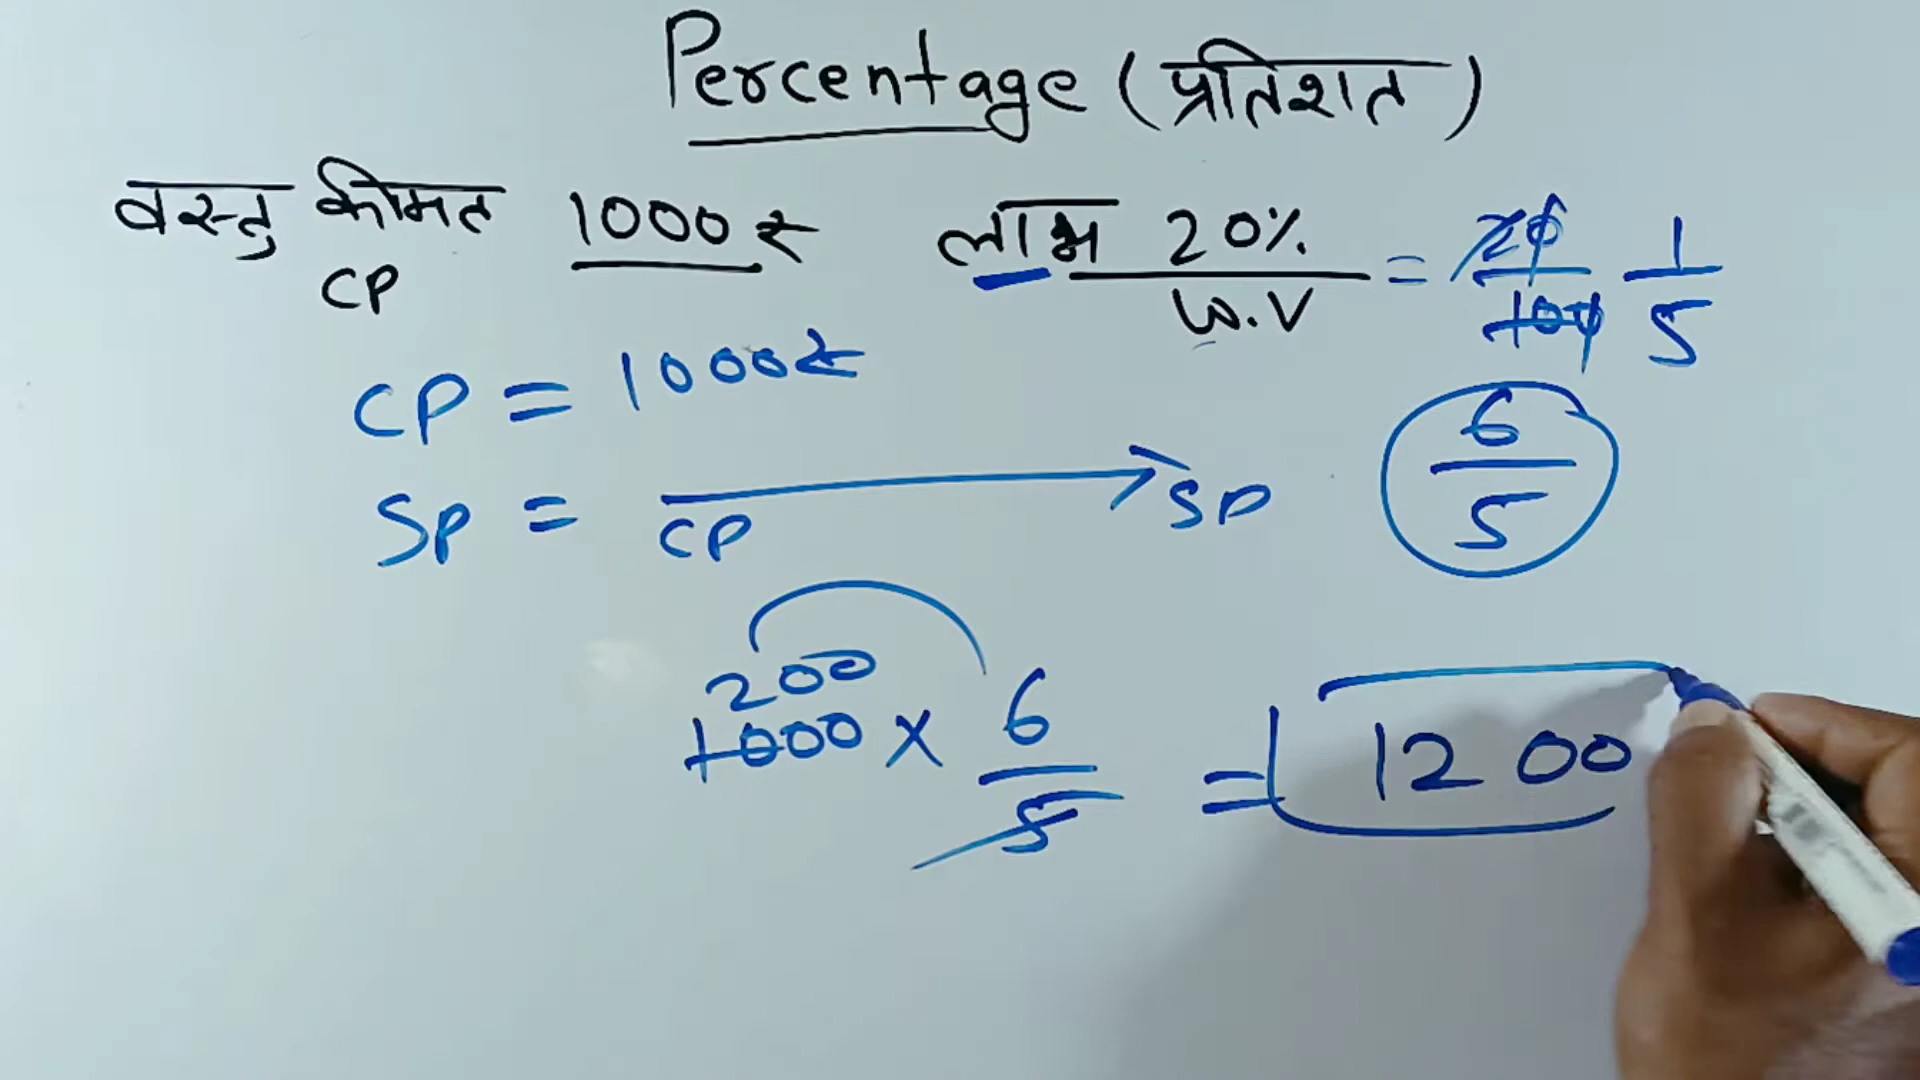 Percentage (प्रतिशत)
वस्तु कीमत 1000 ₹ लाभ 20% = 20/100 1/5
CP W.V
CP = 1000₹
6/5
SP = CP → SP
200
1000 × 6/5 = 1200